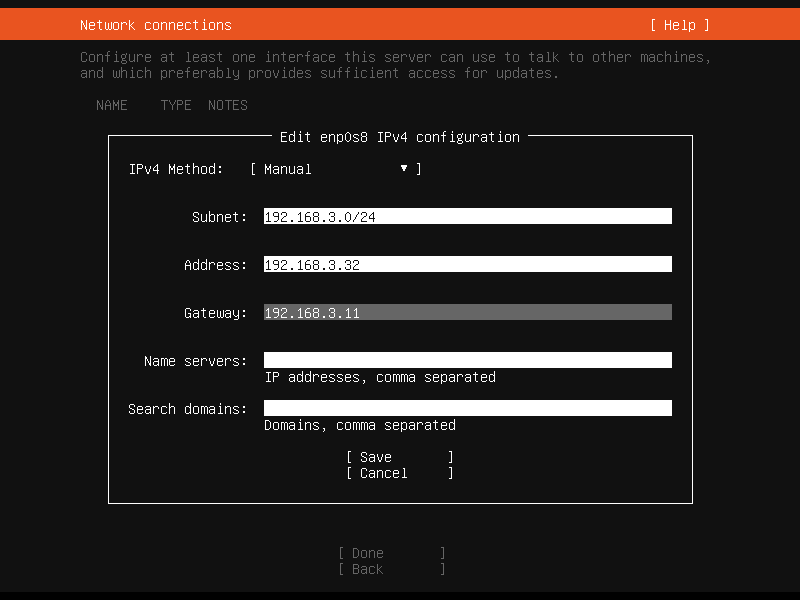 Network connections [ Help ]
Configure at least one interface this server can use to talk to other machines,
and which preferably provides sufficient access for updates.
NAME TYPE NOTES
Edit enp0s8 IPv4 configuration
IPv4 Method: [ Manual ▼ ]
Subnet: 192.168.3.0/24
Address: 192.168.3.32
Gateway: 192.168.3.11
Name servers:
IP addresses, comma separated
Search domains:
Domains, comma separated
[ Save ]
[ Cancel ]
[ Done ]
[ Back ]